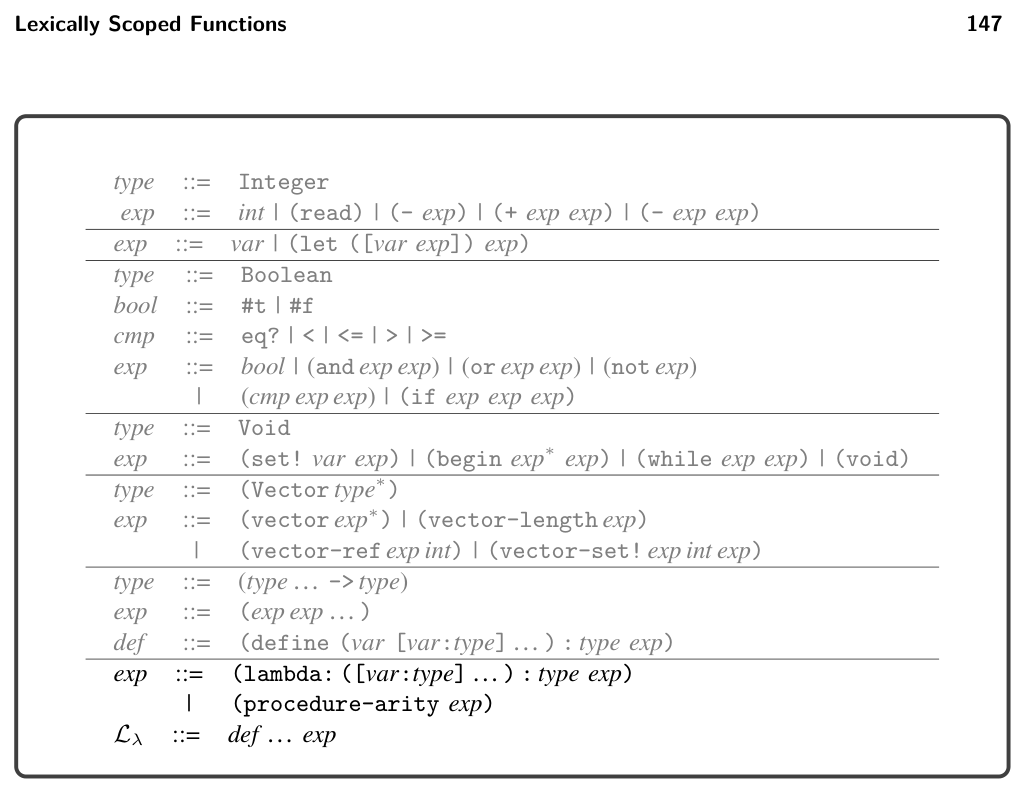 Lexically Scoped Functions 147
type ::= Integer
exp ::= int | (read) | (- exp) | (+ exp exp) | (- exp exp)
exp ::= var | (let ([var exp]) exp)
type ::= Boolean
bool ::= #t | #f
cmp ::= eq? | < | <= | > | >=
exp ::= bool | (and exp exp) | (or exp exp) | (not exp)
| (cmp exp exp) | (if exp exp exp)
type ::= Void
exp ::= (set! var exp) | (begin exp* exp) | (while exp exp) | (void)
type ::= (Vector type*)
exp ::= (vector exp*) | (vector-length exp)
| (vector-ref exp int) | (vector-set! exp int exp)
type ::= (type ... -> type)
exp ::= (exp exp ...)
def ::= (define (var [var:type] ...) : type exp)
exp ::= (lambda: ([var:type] ...) : type exp)
| (procedure-arity exp)
ℒλ ::= def ... exp